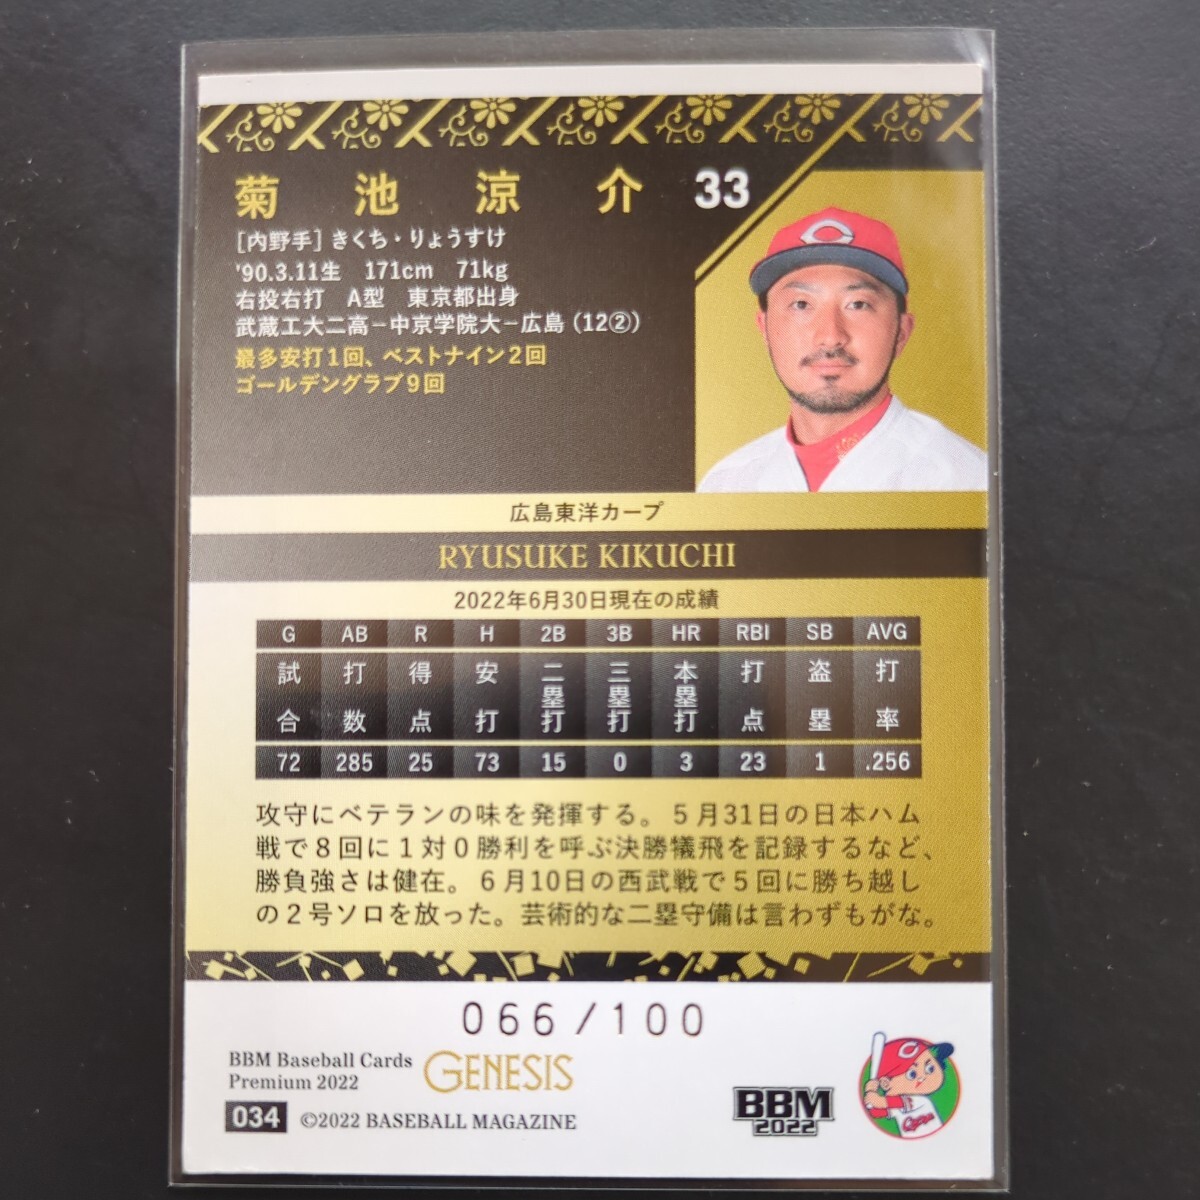 菊池涼介 33
[内野手] きくち・りょうすけ
'90.3.11生 171cm 71kg
右投右打 A型 東京都出身
武蔵工大二高－中京学院大－広島（12②）
最多安打1回、ベストナイン2回
ゴールデングラブ9回
広島東洋カープ
RYUSUKE KIKUCHI
2022年6月30日現在の成績
G AB R H 2B 3B HR RBI SB AVG
試合 打数 得点 安打 二塁打 三塁打 本塁打 打点 盗塁 打率
72 285 25 73 15 0 3 23 1 .256
攻守にベテランの味を発揮する。5月31日の日本ハム
戦で8回に1対0勝利を呼ぶ決勝犠飛を記録するなど、
勝負強さは健在。6月10日の西武戦で5回に勝ち越し
の2号ソロを放った。芸術的な二塁守備は言わずもがな。
066/100
BBM Baseball Cards
Premium 2022
GENESIS
034 ©2022 BASEBALL MAGAZINE
BBM
2022
C
Carp